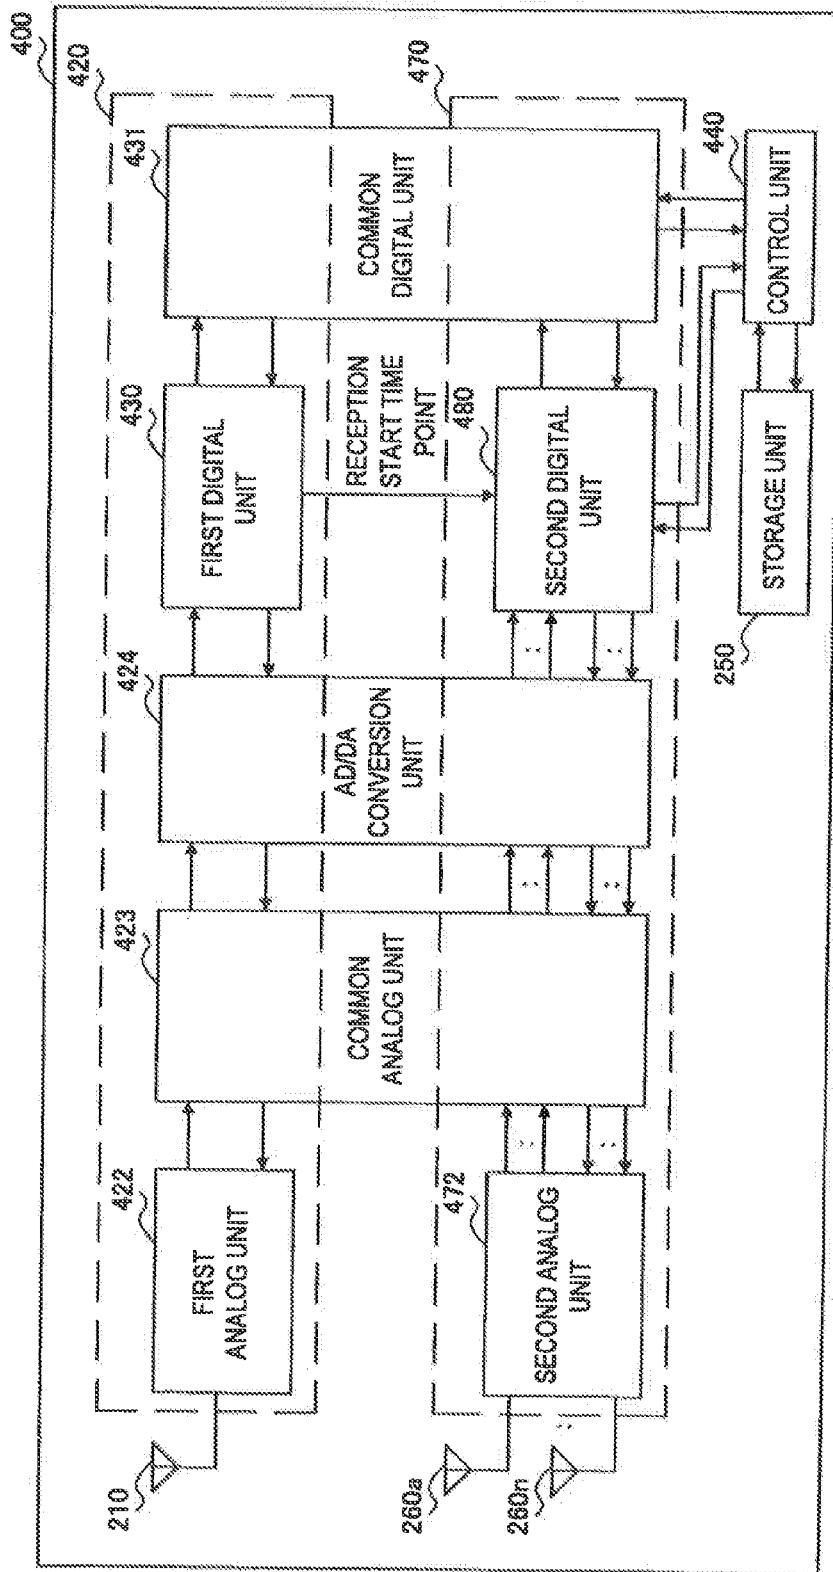 400
420
422
423
424
430
431
210
FIRST
ANALOG UNIT
FIRST DIGITAL
UNIT
COMMON
ANALOG UNIT
AD/DA
CONVERSION
UNIT
RECEPTION
START TIME
POINT
COMMON
DIGITAL UNIT
470
472
480
260a
260n
SECOND ANALOG
UNIT
SECOND DIGITAL
UNIT
250
440
STORAGE UNIT
CONTROL UNIT